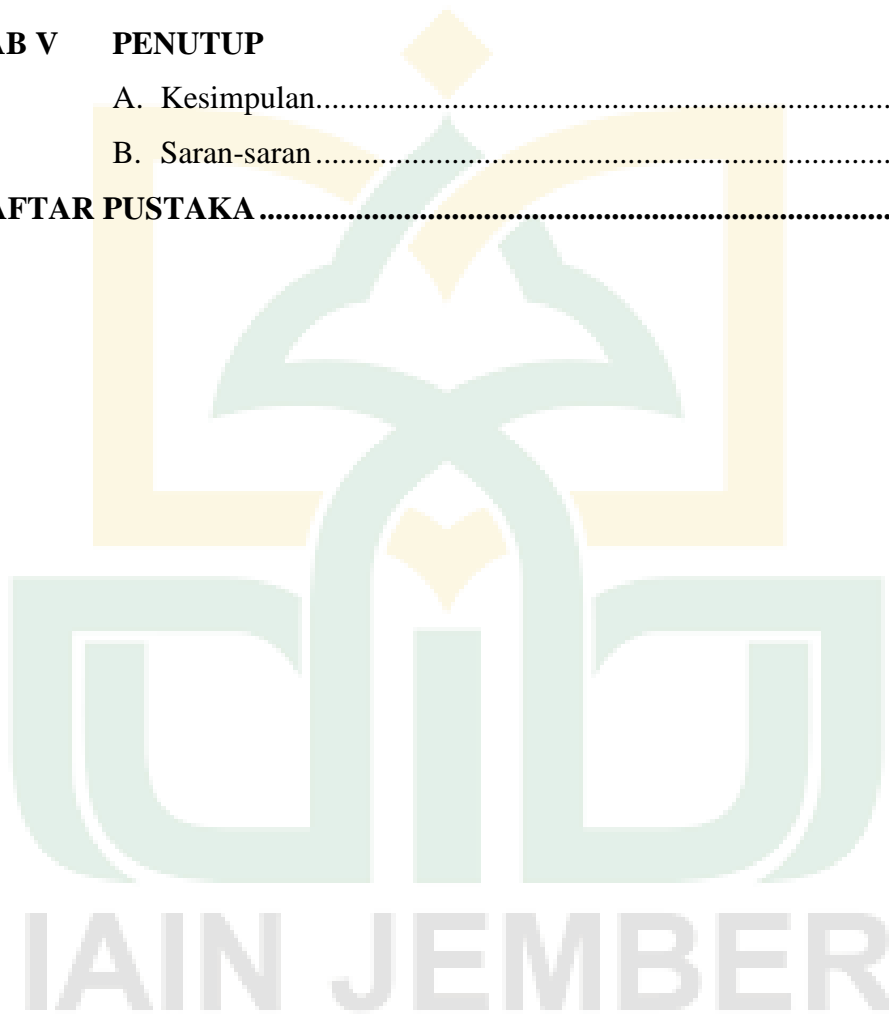 AB V PENUTUP
A. Kesimpulan........................................................................
B. Saran-saran........................................................................
AFTAR PUSTAKA...............................................................................
IAIN JEMBER